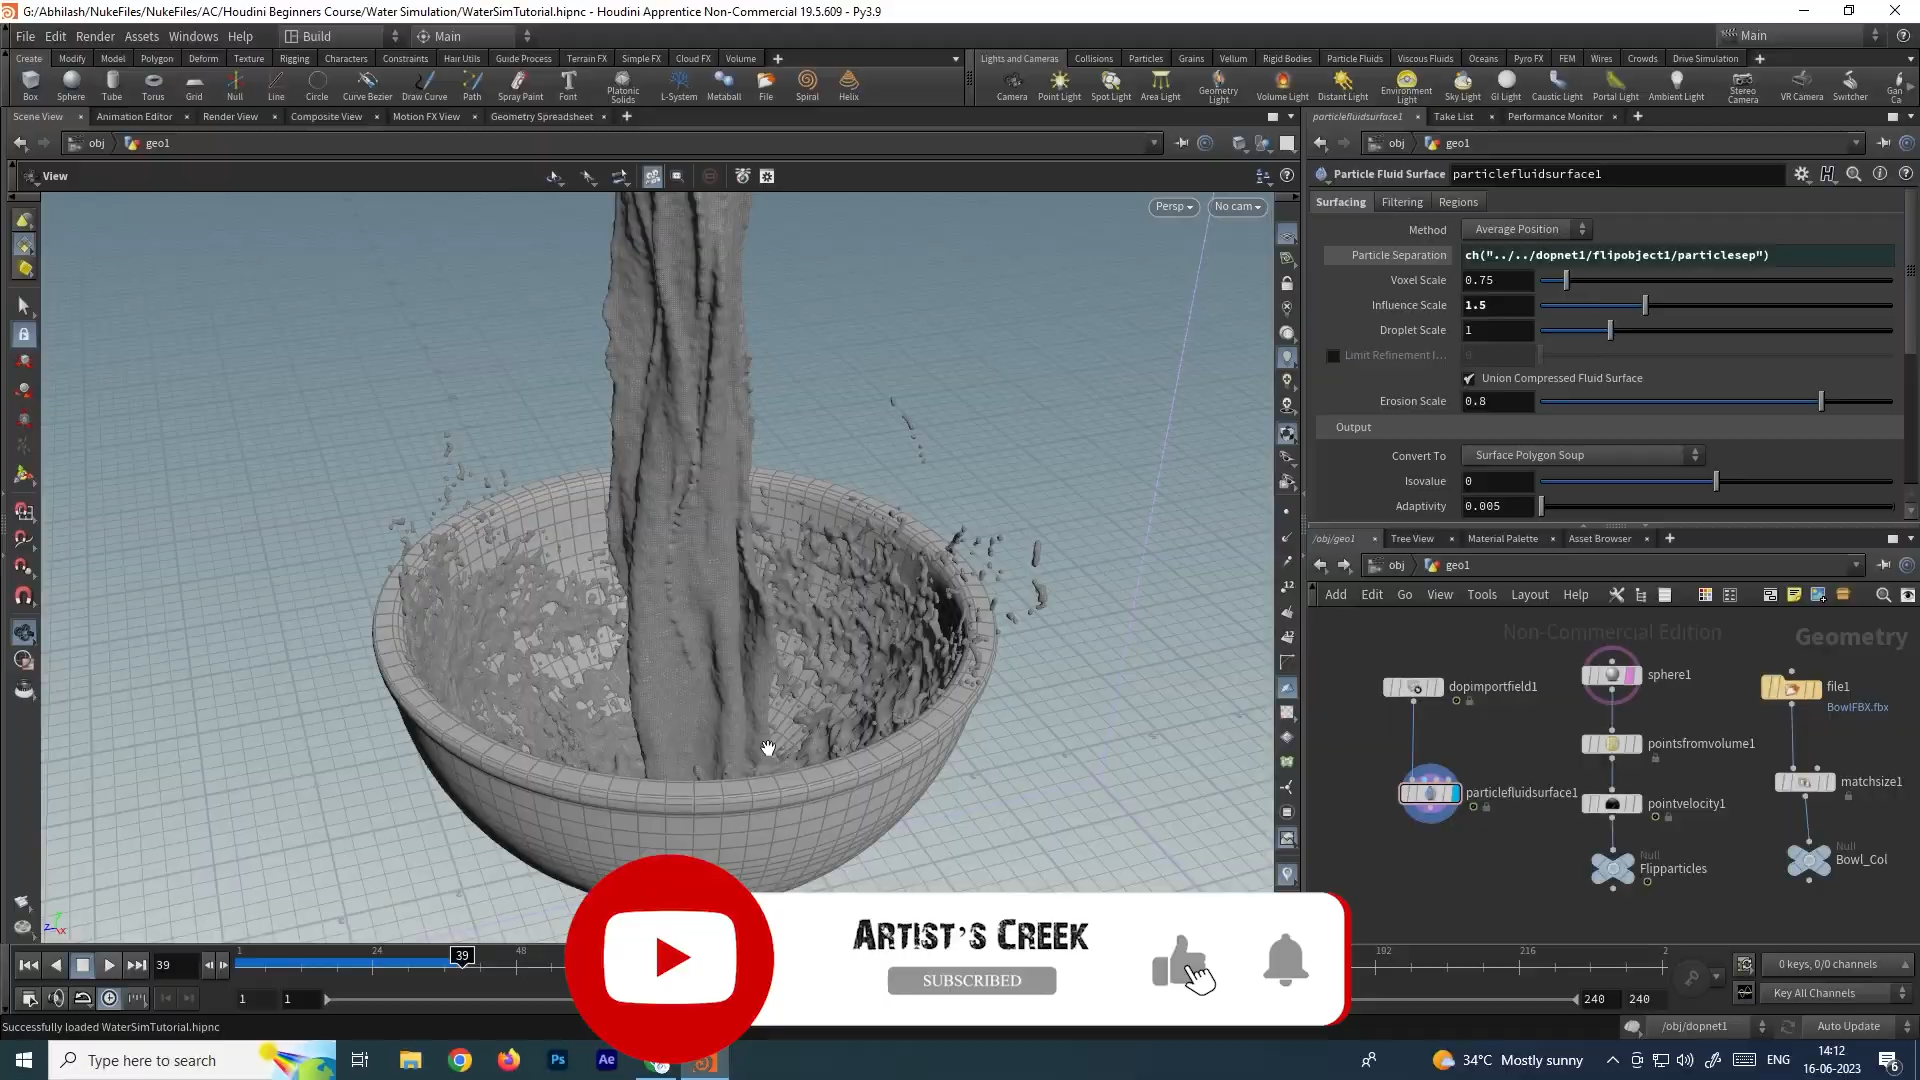 G:/Abhilash/NukeFiles/NukeFiles/AC/Houdini Beginners Course/Water Simulation/WaterSimTutorial.hipnc - Houdini Apprentice Non-Commercial 19.5.609 - Py3.9
File Edit Render Assets Windows Help Build Main Main
Create Modify Model Polygon Deform Texture Rigging Characters Constraints Hair Utils Guide Process Terrain FX Simple FX Cloud FX Volume
Lights and Cameras Collisions Particles Grains Vellum Rigid Bodies Particle Fluids Viscous Fluids Oceans Pyro FX FEM Wires Crowds Drive Simulation
Box Sphere Tube Torus Grid Null Line Circle Curve Bezier Draw Curve Path Spray Paint Font Platonic Solids L-System Metaball File Spiral Helix
Camera Point Light Spot Light Area Light Geometry Light Volume Light Distant Light Environment Light Sky Light GI Light Caustic Light Portal Light Ambient Light Stereo Camera VR Camera Switcher Gan Ca
Scene View Animation Editor Render View Composite View Motion FX View Geometry Spreadsheet
particlefluidsurface1 Take List Performance Monitor
obj geo1
obj geo1
View
Particle Fluid Surface particlefluidsurface1
Persp No cam
Surfacing Filtering Regions
Method Average Position
Particle Separation ch("../../dopnet1/flipobject1/particlesep")
Voxel Scale 0.75
Influence Scale 1.5
Droplet Scale 1
Limit Refinement I... 0
Union Compressed Fluid Surface
Erosion Scale 0.8
Output
Convert To Surface Polygon Soup
Isovalue 0
Adaptivity 0.005
/obj/geo1 Tree View Material Palette Asset Browser
obj geo1
Add Edit Go View Tools Layout Help
Non-Commercial Edition Geometry
dopimportfield1
sphere1
file1
BowlFBX.fbx
pointsfromvolume1
matchsize1
particlefluidsurface1
pointvelocity1
Null
Flipparticles
Null
Bowl_Col
.12
12
ARTIST'S CREEK
SUBSCRIBED
1 24 39 48 192 216 2
39
0 keys, 0/0 channels
1 1 240 240
Key All Channels
Successfully loaded WaterSimTutorial.hipnc
/obj/dopnet1 Auto Update
Type here to search
Ps Ae
34°C Mostly sunny
ENG
14:12
16-06-2023
6
z y x